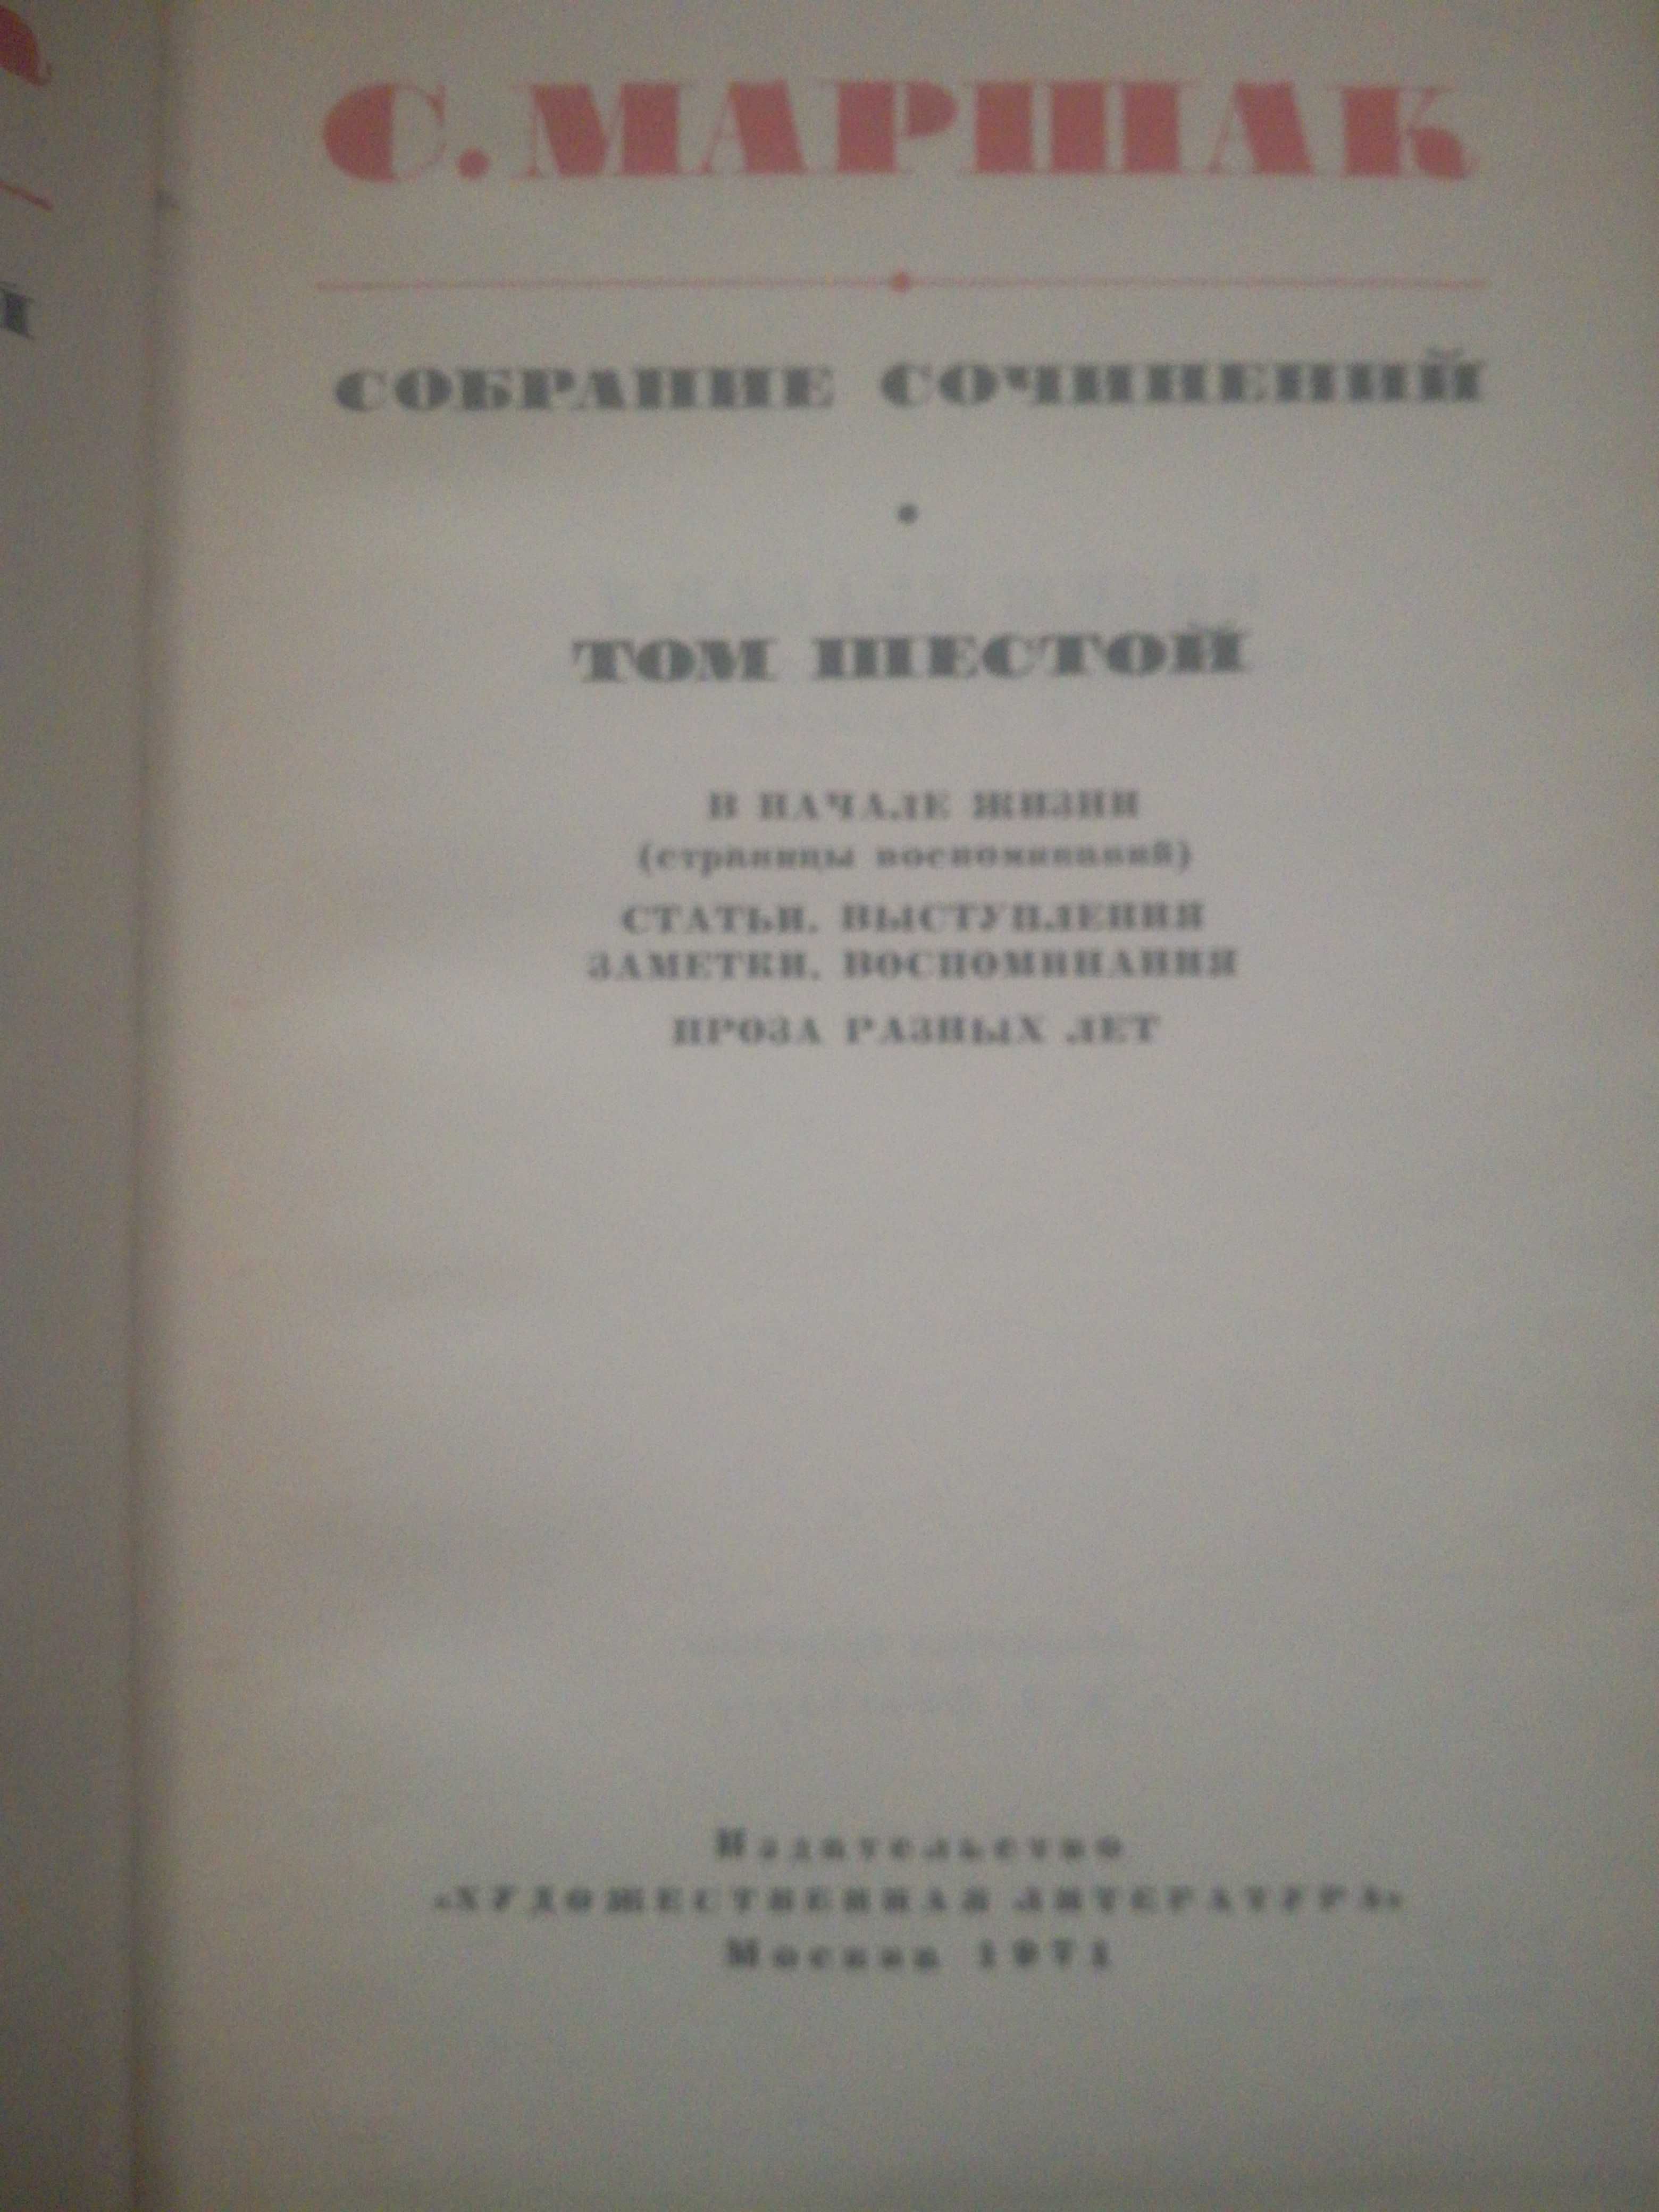 С. МАРШАК
СОБРАНИЕ СОЧИНЕНИЙ
ТОМ ШЕСТОЙ
В НАЧАЛЕ ЖИЗНИ
(страницы воспоминаний)
СТАТЬИ. ВЫСТУПЛЕНИЯ
ЗАМЕТКИ. ВОСПОМИНАНИЯ
ПРОЗА РАЗНЫХ ЛЕТ
Издательство
«ХУДОЖЕСТВЕННАЯ ЛИТЕРАТУРА»
Москва 1971